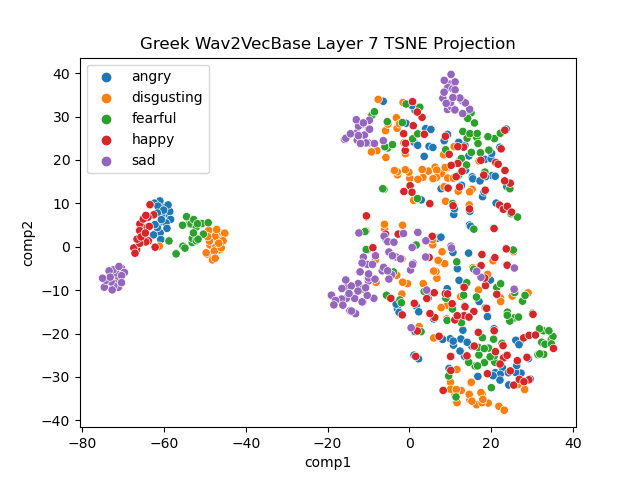 Greek Wav2VecBase Layer 7 TSNE Projection
angry
disgusting
fearful
happy
sad
comp2
40
30
20
10
0
−10
−20
−30
−40
−80
−60
−40
−20
0
20
40
comp1